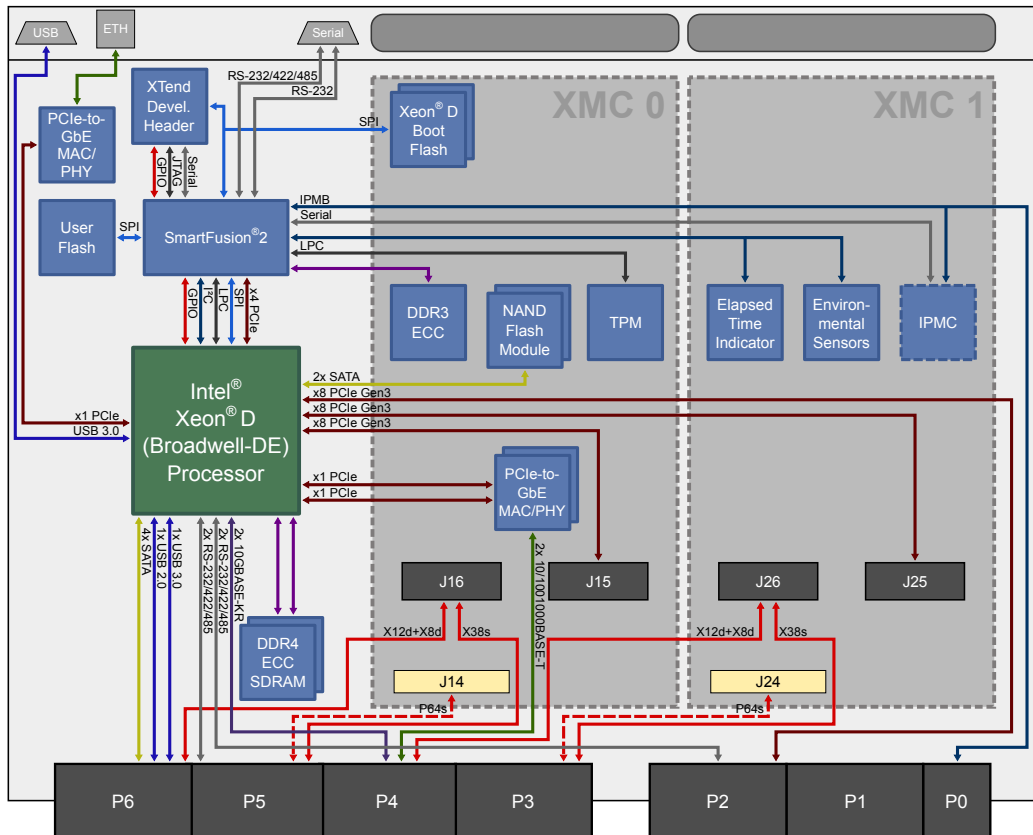 USB
ETH
Serial
RS-232/422/485
RS-232
XMC 0
XMC 1
XTend
Devel.
Header
SPI
Xeon® D
Boot
Flash
PCIe-to-
GbE
MAC/
PHY
GPIO
JTAG
Serial
User
Flash
SPI
SmartFusion®2
IPMB
Serial
LPC
GPIO
I²C
LPC
SPI
x4 PCIe
DDR3
ECC
NAND
Flash
Module
TPM
Elapsed
Time
Indicator
Environ-
mental
Sensors
IPMC
Intel®
Xeon® D
(Broadwell-DE)
Processor
2x SATA
x8 PCIe Gen3
x8 PCIe Gen3
x8 PCIe Gen3
x1 PCIe
USB 3.0
x1 PCIe
x1 PCIe
PCIe-to-
GbE
MAC/PHY
4x SATA
1x USB 2.0
1x USB 3.0
2x RS-232/422/485
2x RS-232/422/485
2x 10GBASE-KR
2x 10/1001000BASE-T
DDR4
ECC
SDRAM
J16
J15
J26
J25
X12d+X8d
X38s
X12d+X8d
X38s
J14
P64s
J24
P64s
P6
P5
P4
P3
P2
P1
P0